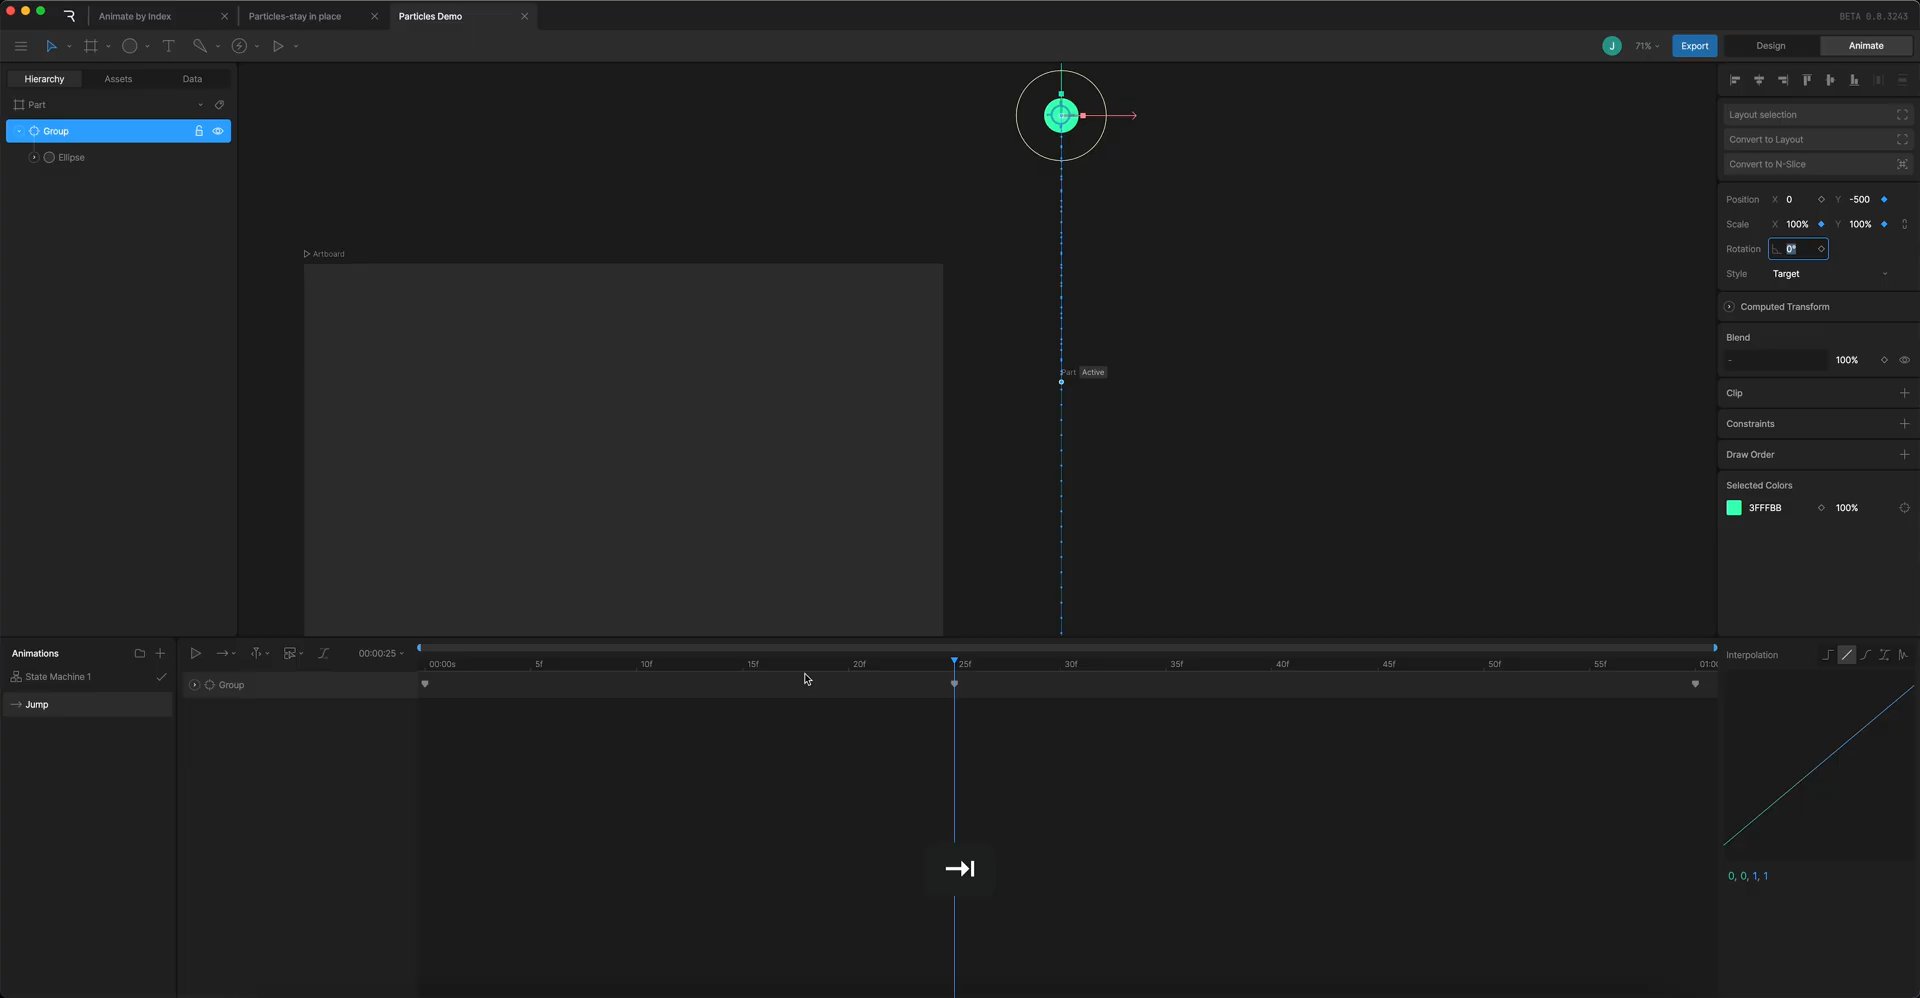 Animate by Index
Particles-stay in place
Particles Demo
BETA 0.8.3243
J
71%
Export
Design
Animate
Hierarchy
Assets
Data
Part
Group
Ellipse
Artboard
Part
Active
Layout selection
Convert to Layout
Convert to N-Slice
Position X 0 Y -500
Scale X 100% Y 100%
Rotation 0°
Style Target
Computed Transform
Blend
- 100%
Clip
Constraints
Draw Order
Selected Colors
3FFFBB 100%
Animations
State Machine 1
Jump
00:00:25
00:00s 5f 10f 15f 20f 25f 30f 35f 40f 45f 50f 55f
Group
Interpolation
0, 0, 1, 1